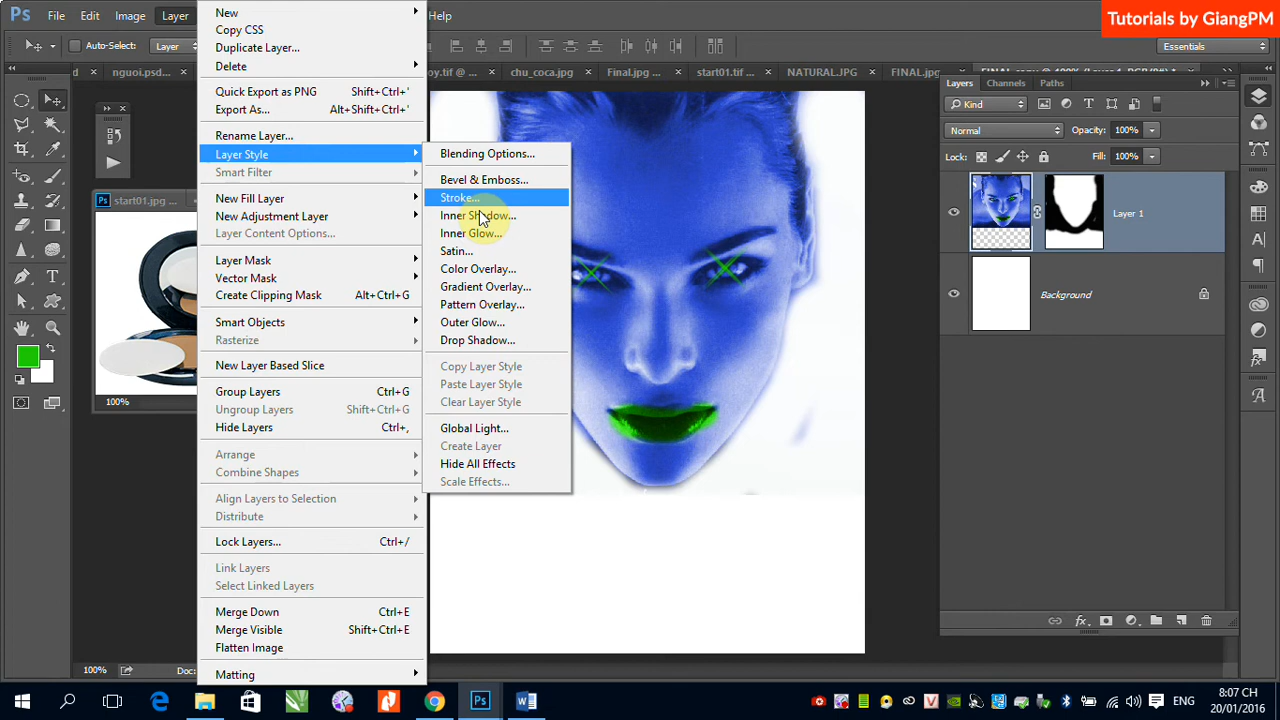 Ps File Edit Image Layer Help
Tutorials by GiangPM
Auto-Select: Layer
Essentials
nguoi.psd...
oy.tif @ ...
chu_coca.jpg
Final.jpg ...
start01.tif ...
NATURAL.JPG
FINAL.jpg...
New
Copy CSS
Duplicate Layer...
Delete
Quick Export as PNG Shift+Ctrl+'
Export As... Alt+Shift+Ctrl+'
Rename Layer...
Layer Style
Smart Filter
New Fill Layer
New Adjustment Layer
Layer Content Options...
Layer Mask
Vector Mask
Create Clipping Mask Alt+Ctrl+G
Smart Objects
Rasterize
New Layer Based Slice
Group Layers Ctrl+G
Ungroup Layers Shift+Ctrl+G
Hide Layers Ctrl+,
Arrange
Combine Shapes
Align Layers to Selection
Distribute
Lock Layers... Ctrl+/
Link Layers
Select Linked Layers
Merge Down Ctrl+E
Merge Visible Shift+Ctrl+E
Flatten Image
Matting
Blending Options...
Bevel & Emboss...
Stroke...
Inner Shadow...
Inner Glow...
Satin...
Color Overlay...
Gradient Overlay...
Pattern Overlay...
Outer Glow...
Drop Shadow...
Copy Layer Style
Paste Layer Style
Clear Layer Style
Global Light...
Create Layer
Hide All Effects
Scale Effects...
Ps start01.tif
100%
100% Doc:
Layers Channels Paths
Kind
Normal Opacity: 100%
Lock: Fill: 100%
Layer 1
Background
ENG
8:07 CH
20/01/2016